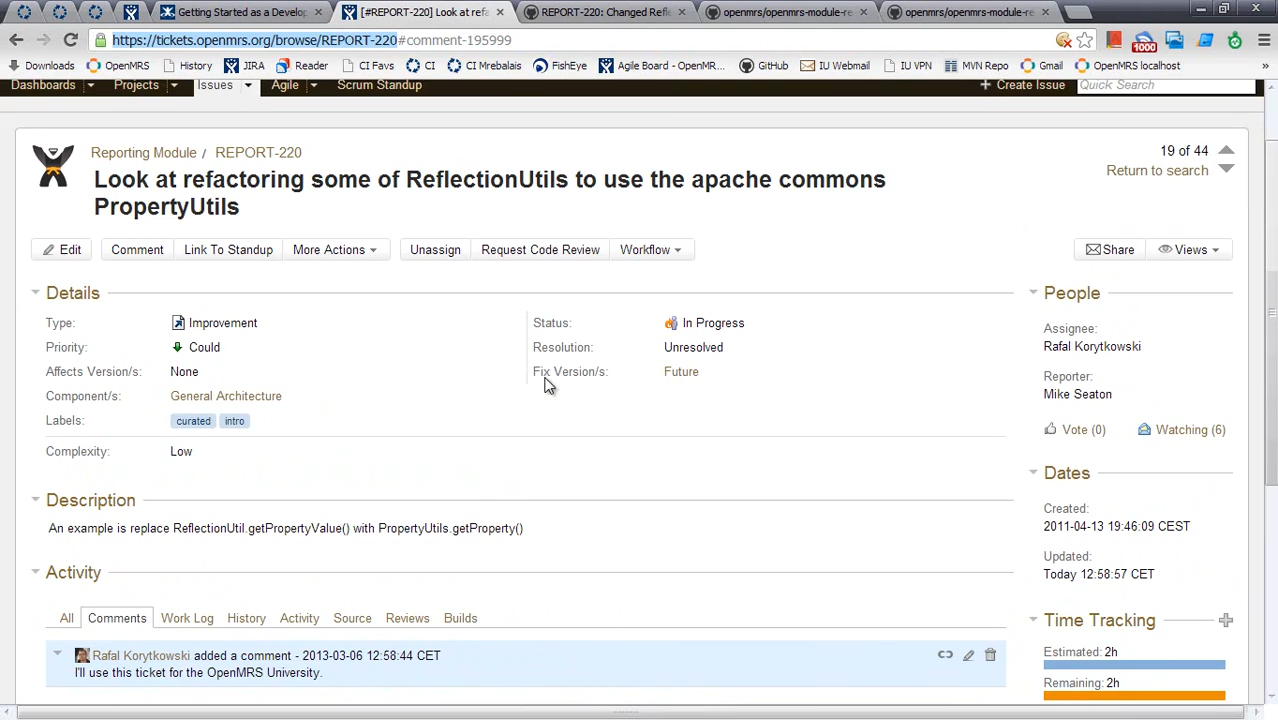 Getting Started as a Develop
[#REPORT-220] Look at refa
REPORT-220: Changed Refle
openmrs/openmrs-module-re
openmrs/openmrs-module-re
https://tickets.openmrs.org/browse/REPORT-220#comment-195999
1000
Downloads OpenMRS History JIRA Reader CI Favs CI CI Mrebalais FishEye Agile Board - OpenMR... GitHub IU Webmail IU VPN MVN Repo Gmail OpenMRS localhost
Dashboards Projects Issues Agile Scrum Standup Create Issue Quick Search
Reporting Module / REPORT-220
19 of 44
Return to search
Look at refactoring some of ReflectionUtils to use the apache commons
PropertyUtils
Edit Comment Link To Standup More Actions Unassign Request Code Review Workflow Share Views
Details
Type: Improvement
Priority: Could
Affects Version/s: None
Component/s: General Architecture
Labels: curated intro
Complexity: Low
Status: In Progress
Resolution: Unresolved
Fix Version/s: Future
Description
An example is replace ReflectionUtil.getPropertyValue() with PropertyUtils.getProperty()
Activity
All Comments Work Log History Activity Source Reviews Builds
Rafal Korytkowski added a comment - 2013-03-06 12:58:44 CET
I'll use this ticket for the OpenMRS University.
People
Assignee:
Rafal Korytkowski
Reporter:
Mike Seaton
Vote (0) Watching (6)
Dates
Created:
2011-04-13 19:46:09 CEST
Updated:
Today 12:58:57 CET
Time Tracking
Estimated: 2h
Remaining: 2h